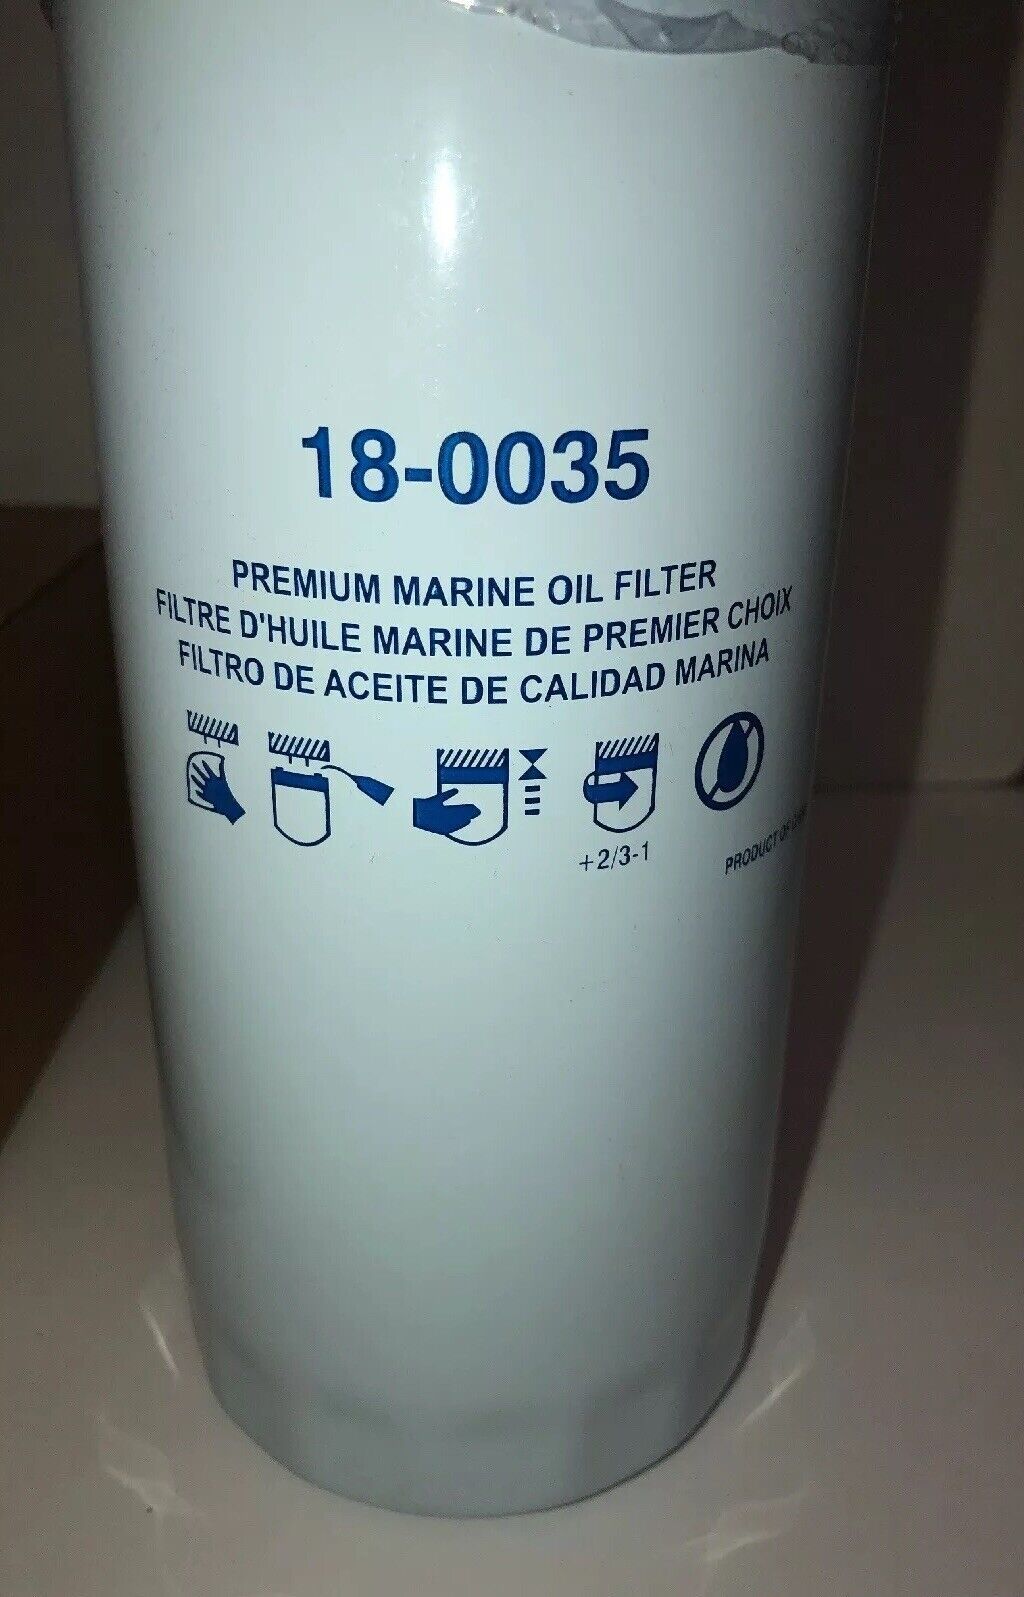 18-0035
PREMIUM MARINE OIL FILTER
FILTRE D'HUILE MARINE DE PREMIER CHOIX
FILTRO DE ACEITE DE CALIDAD MARINA
+2/3-1
PRODUCT OF